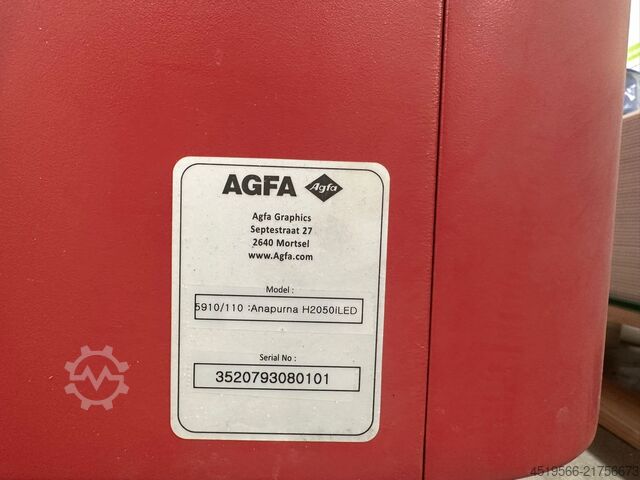 AGFA Agfa
Agfa Graphics
Septestraat 27
2640 Mortsel
www.Agfa.com
Model :
5910/110 :Anapurna H2050iLED
Serial No :
3520793080101
4519566-21756673